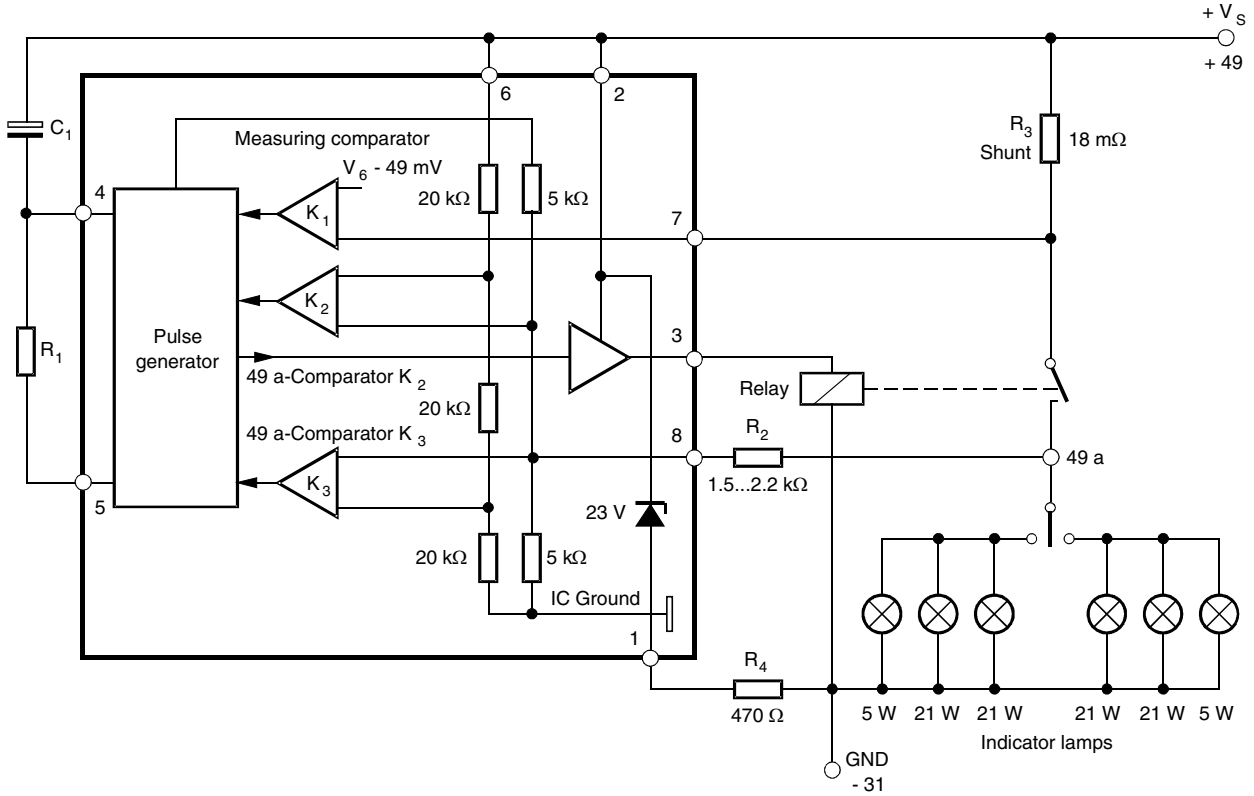 + V S
+ 49
6
2
C 1
Measuring comparator
V 6 - 49 mV
R 3
Shunt
18 mΩ
4
20 kΩ
5 kΩ
K 1
7
K 2
Pulse
generator
R 1
3
49 a-Comparator K 2
Relay
20 kΩ
49 a-Comparator K 3
8
R 2
49 a
1.5...2.2 kΩ
K 3
5
23 V
20 kΩ
5 kΩ
IC Ground
1
R 4
470 Ω
5 W
21 W
21 W
21 W
21 W
5 W
Indicator lamps
GND
- 31